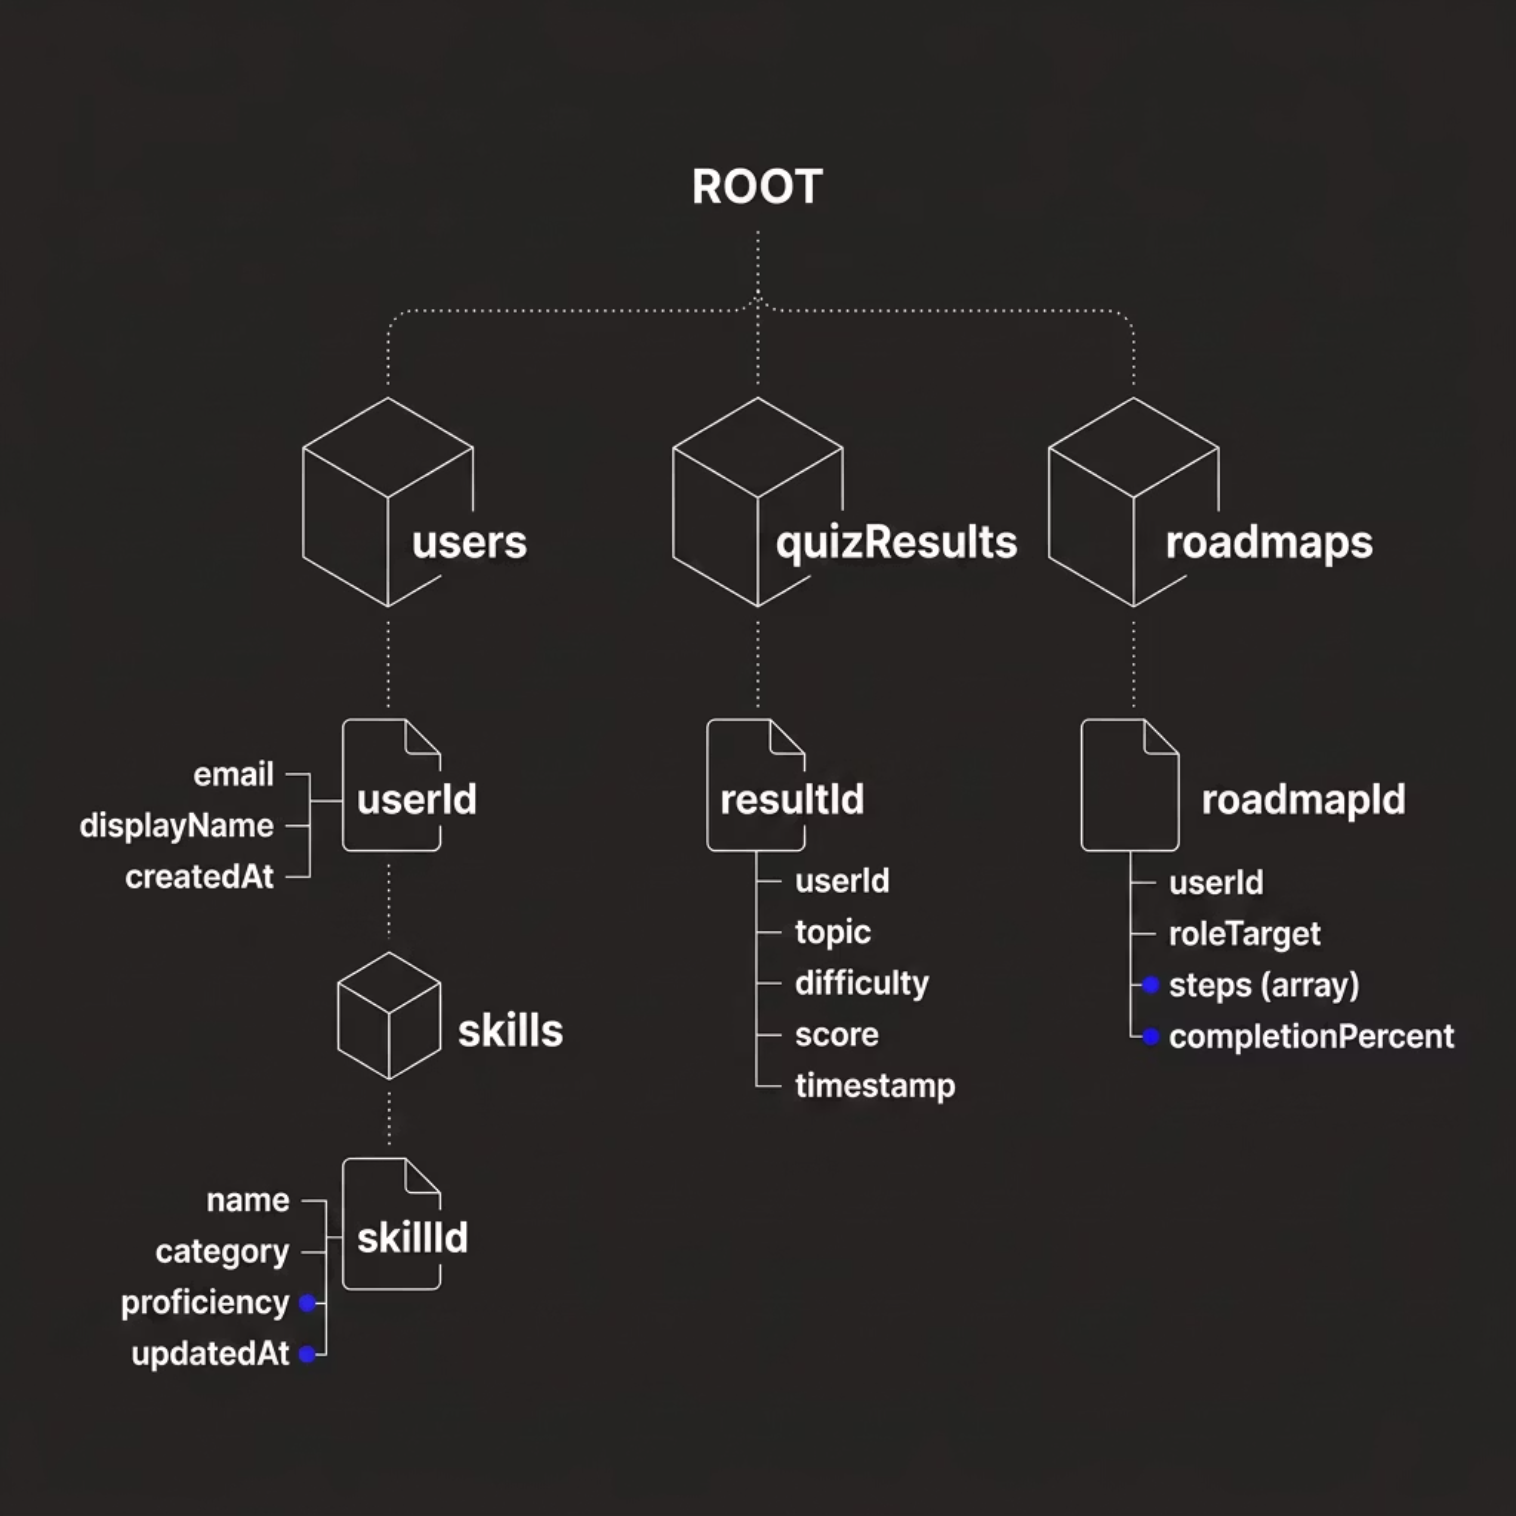 ROOT
users
quizResults
roadmaps
userId
email
displayName
createdAt
skills
skillId
name
category
proficiency
updatedAt
resultId
userId
topic
difficulty
score
timestamp
roadmapId
userId
roleTarget
steps (array)
completionPercent